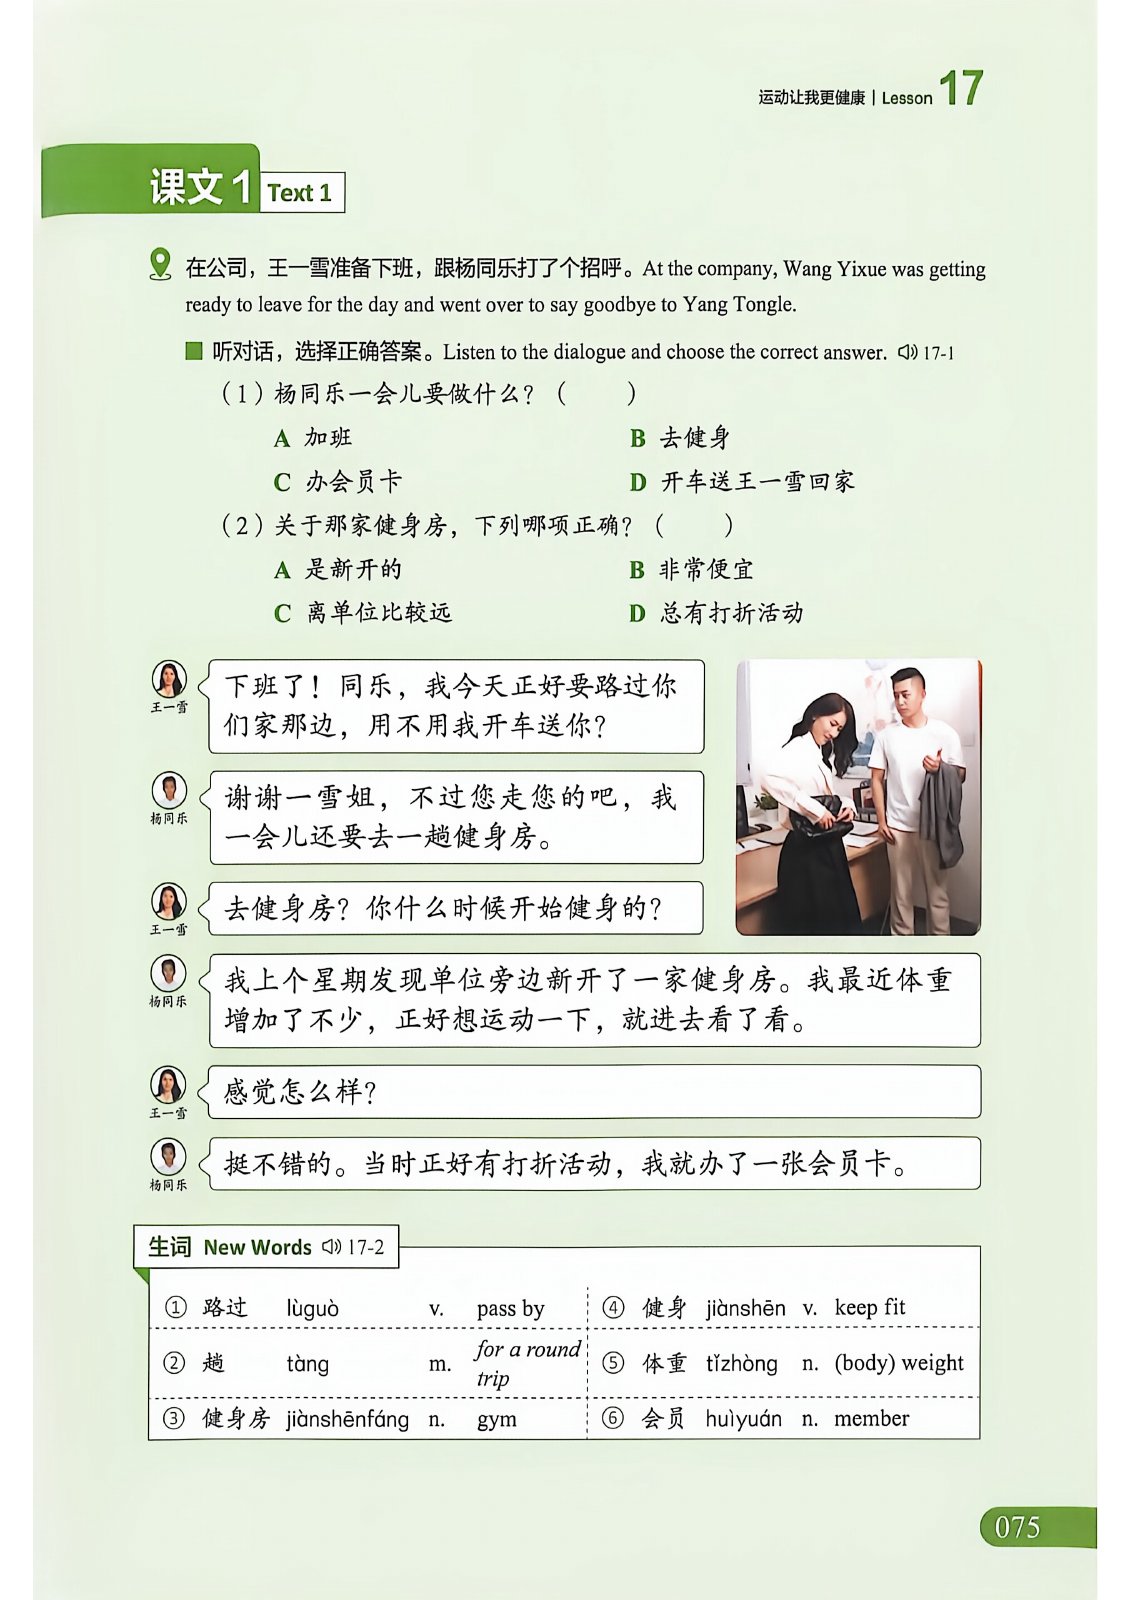 运动让我更健康 | Lesson 17
课文 1 Text 1
在公司，王一雪准备下班，跟杨同乐打了个招呼。At the company, Wang Yixue was getting
ready to leave for the day and went over to say goodbye to Yang Tongle.
听对话，选择正确答案。Listen to the dialogue and choose the correct answer. 17-1
（1）杨同乐一会儿要做什么？（ ）
A 加班 B 去健身
C 办会员卡 D 开车送王一雪回家
（2）关于那家健身房，下列哪项正确？（ ）
A 是新开的 B 非常便宜
C 离单位比较远 D 总有打折活动
王一雪
下班了！同乐，我今天正好要路过你
们家那边，用不用我开车送你？
杨同乐
谢谢一雪姐，不过您走您的吧，我
一会儿还要去一趟健身房。
王一雪
去健身房？你什么时候开始健身的？
杨同乐
我上个星期发现单位旁边新开了一家健身房。我最近体重
增加了不少，正好想运动一下，就进去看了看。
王一雪
感觉怎么样？
杨同乐
挺不错的。当时正好有打折活动，我就办了一张会员卡。
生词 New Words 17-2
① 路过 lùguò v. pass by
② 趟 tàng m. for a round
trip
③ 健身房 jiànshēnfáng n. gym
④ 健身 jiànshēn v. keep fit
⑤ 体重 tǐzhòng n. (body) weight
⑥ 会员 huìyuán n. member
075